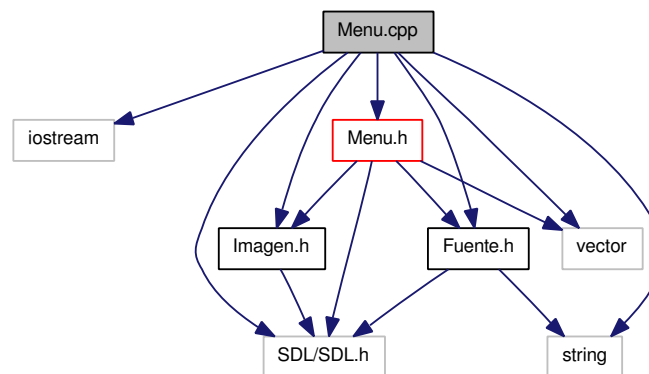 Menu.cpp
iostream
Menu.h
Imagen.h
Fuente.h
vector
SDL/SDL.h
string